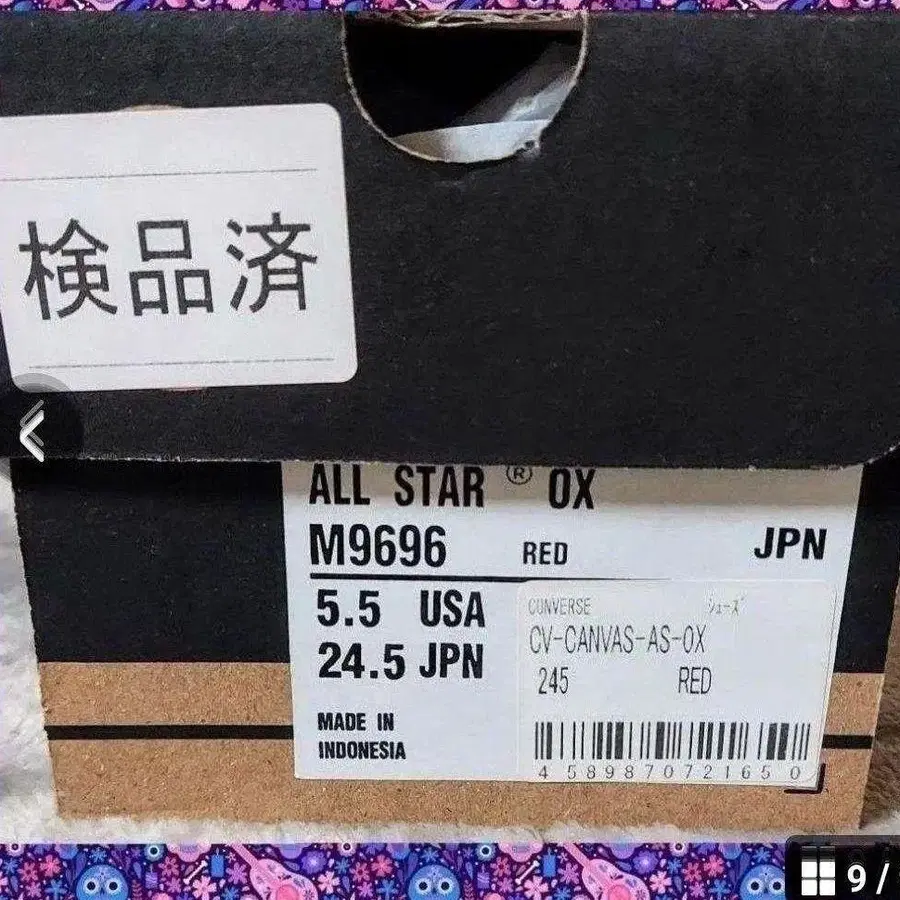 検品済
ALL STAR ® OX
M9696 RED JPN
5.5 USA
24.5 JPN
MADE IN
INDONESIA
CONVERSE シューズ
CV-CANVAS-AS-OX
245 RED
4 589870 721650
9 /